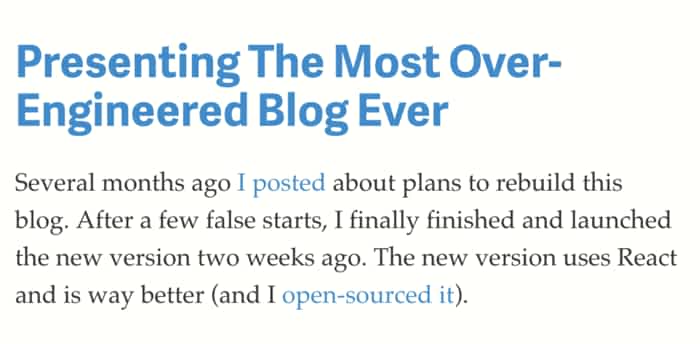 Presenting The Most Over-
Engineered Blog Ever
Several months ago I posted about plans to rebuild this
blog. After a few false starts, I finally finished and launched
the new version two weeks ago. The new version uses React
and is way better (and I open-sourced it).